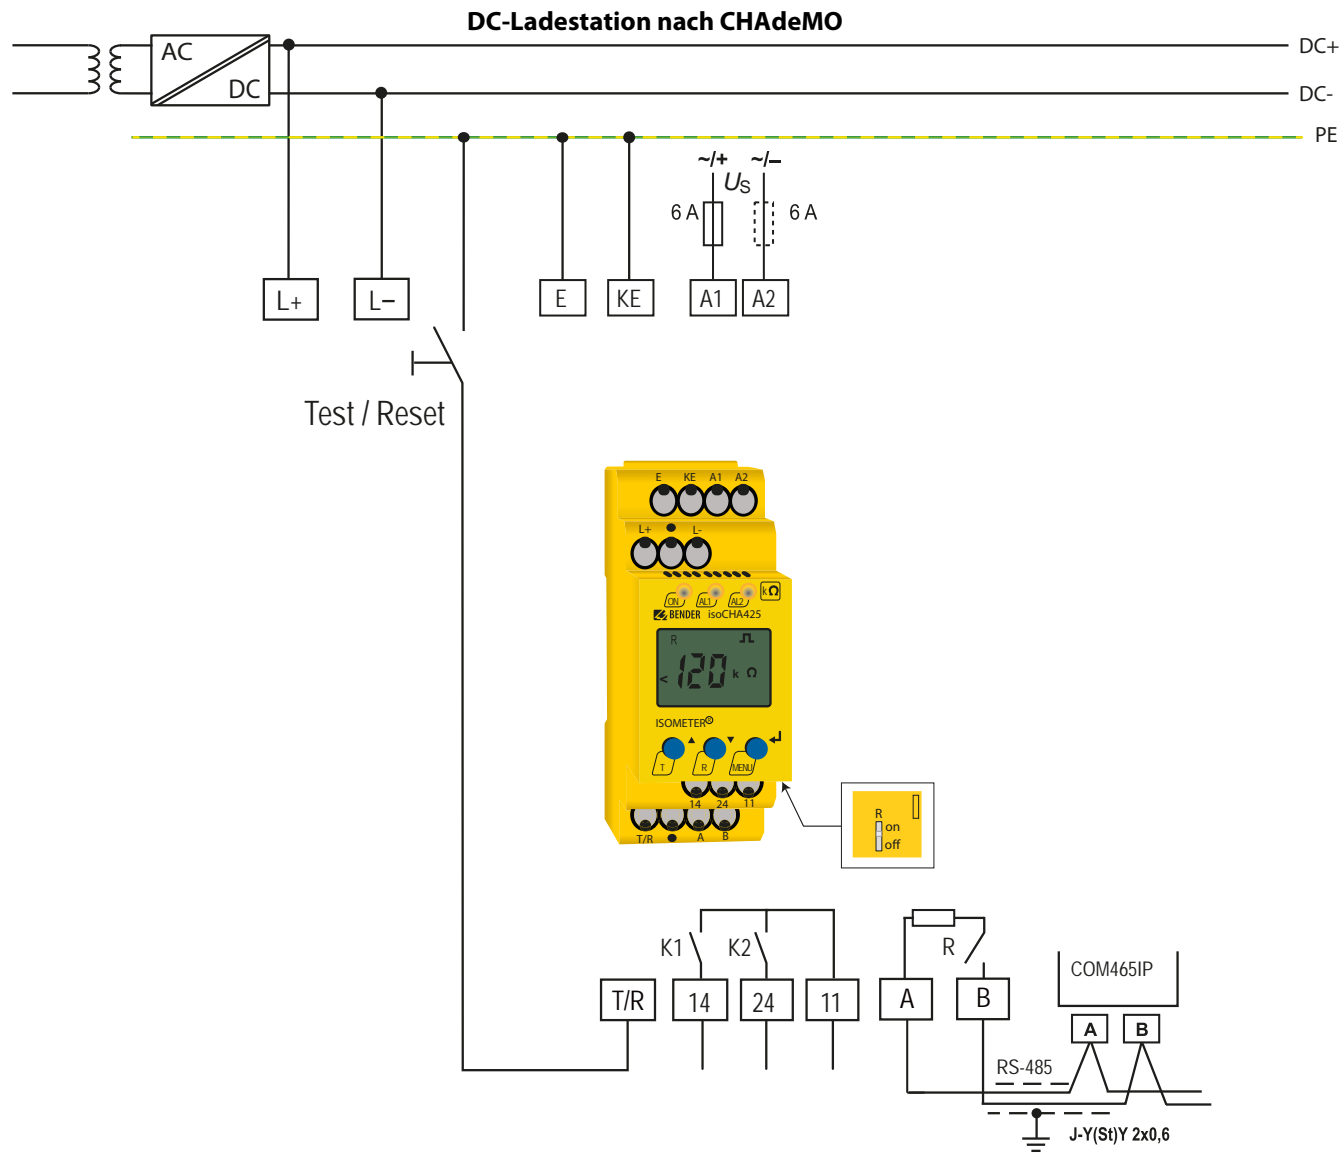 DC-Ladestation nach CHAdeMO
AC
DC
DC+
DC-
PE
~/+ ~/–
US
6 A 6 A
L+ L– E KE A1 A2
Test / Reset
E KE A1 A2
L+ L-
ON AL1 AL2 kΩ
BENDER isoCHA425
R
< 120 k Ω
ISOMETER®
T R MENU
14 24 11
T/R A B
R
on
off
K1 K2 R
COM465IP
T/R 14 24 11 A B
A B
RS-485
J-Y(St)Y 2x0,6